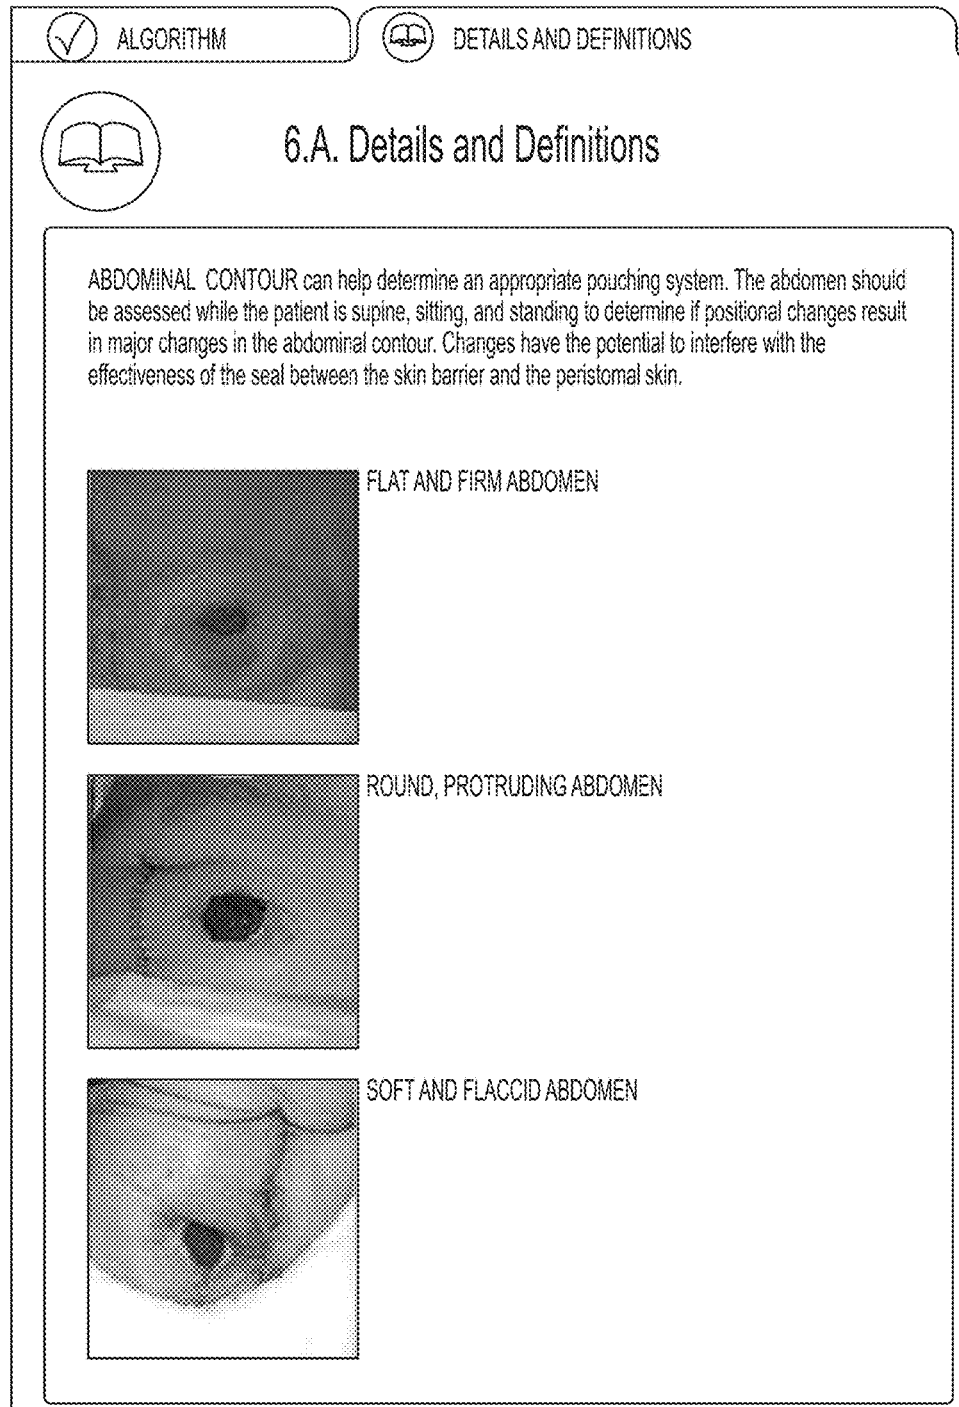 ALGORITHM
DETAILS AND DEFINITIONS
6.A. Details and Definitions
ABDOMINAL CONTOUR can help determine an appropriate pouching system. The abdomen should
be assessed while the patient is supine, sitting, and standing to determine if positional changes result
in major changes in the abdominal contour. Changes have the potential to interfere with the
effectiveness of the seal between the skin barrier and the peristomal skin.
FLAT AND FIRM ABDOMEN
ROUND, PROTRUDING ABDOMEN
SOFT AND FLACCID ABDOMEN